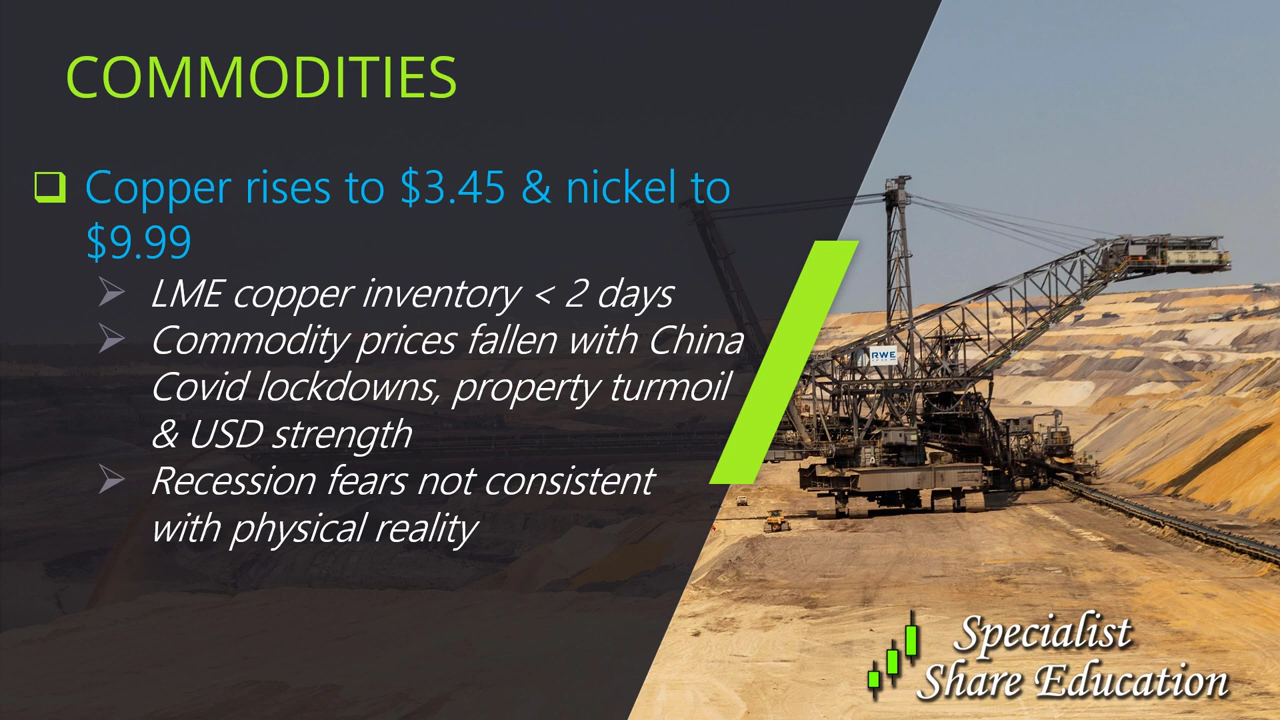 COMMODITIES
Copper rises to $3.45 & nickel to
$9.99
LME copper inventory < 2 days
Commodity prices fallen with China
Covid lockdowns, property turmoil
& USD strength
Recession fears not consistent
with physical reality
RWE
Specialist
Share Education